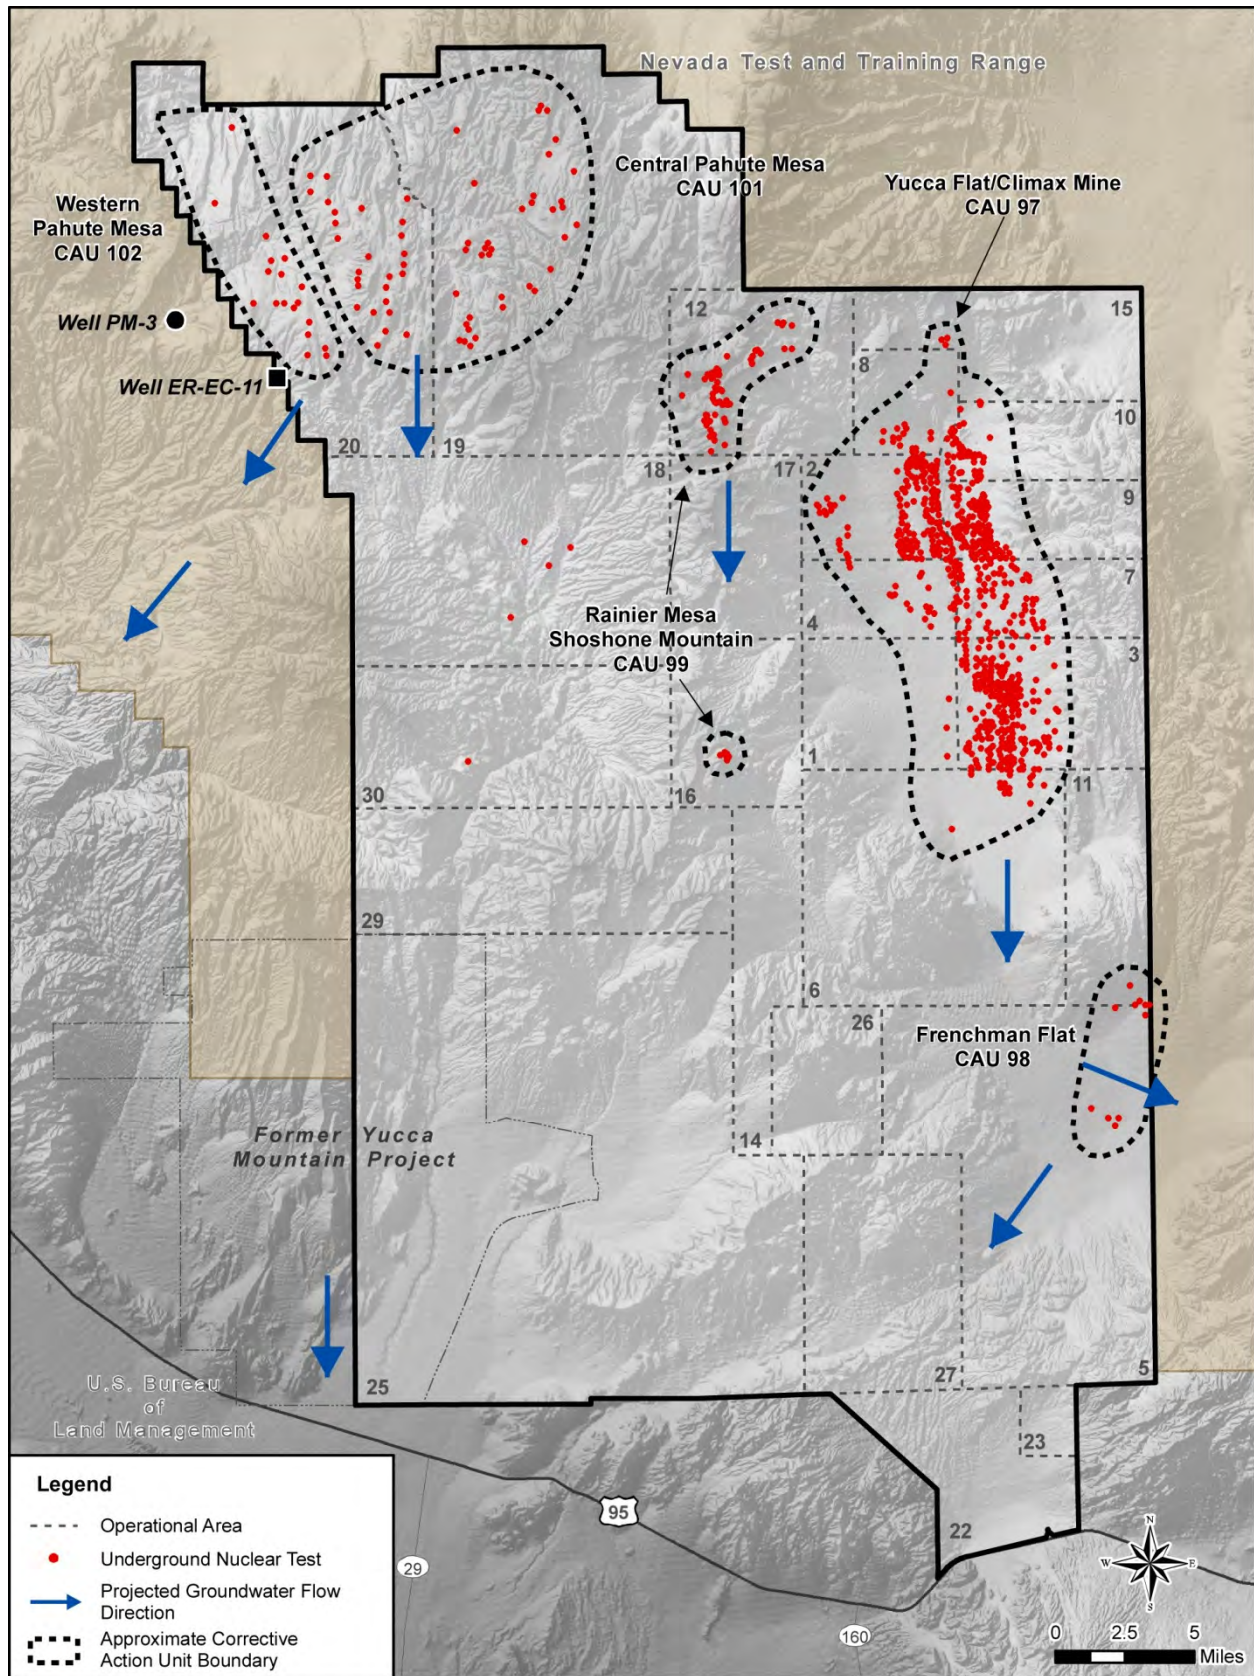 Nevada Test and Training Range
Central Pahute Mesa
CAU 101
Yucca Flat/Climax Mine
CAU 97
Western
Pahute Mesa
CAU 102
12
15
Well PM-3
8
Well ER-EC-11
10
20
19
18
17
2
9
7
Rainier Mesa
Shoshone Mountain
CAU 99
4
3
1
11
30
16
29
6
26
Frenchman Flat
CAU 98
Former Yucca
Mountain Project
14
25
27
5
U.S. Bureau
of
Land Management
23
22
95
29
160
Legend
Operational Area
Underground Nuclear Test
Projected Groundwater Flow
Direction
Approximate Corrective
Action Unit Boundary
N
W
E
S
0 2.5 5
Miles